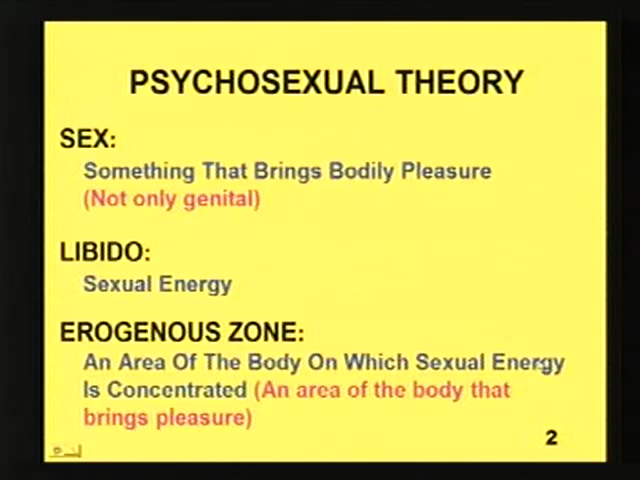 PSYCHOSEXUAL THEORY
SEX:
Something That Brings Bodily Pleasure
(Not only genital)
LIBIDO:
Sexual Energy
EROGENOUS ZONE:
An Area Of The Body On Which Sexual Energy
Is Concentrated (An area of the body that
brings pleasure)
2